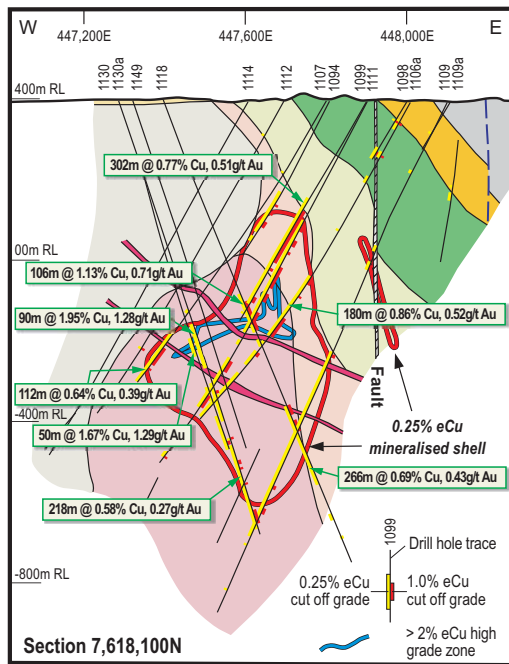 W
E
447,200E
447,600E
448,000E
1130
1130a
1149
1118
1114
1112
1107
1094
1099
1111
1098
1106a
1109
1109a
400m RL
302m @ 0.77% Cu, 0.51g/t Au
00m RL
106m @ 1.13% Cu, 0.71g/t Au
90m @ 1.95% Cu, 1.28g/t Au
180m @ 0.86% Cu, 0.52g/t Au
Fault
112m @ 0.64% Cu, 0.39g/t Au
-400m RL
50m @ 1.67% Cu, 1.29g/t Au
0.25% eCu
mineralised shell
266m @ 0.69% Cu, 0.43g/t Au
218m @ 0.58% Cu, 0.27g/t Au
1099
Drill hole trace
-800m RL
0.25% eCu
cut off grade
1.0% eCu
cut off grade
> 2% eCu high
grade zone
Section 7,618,100N